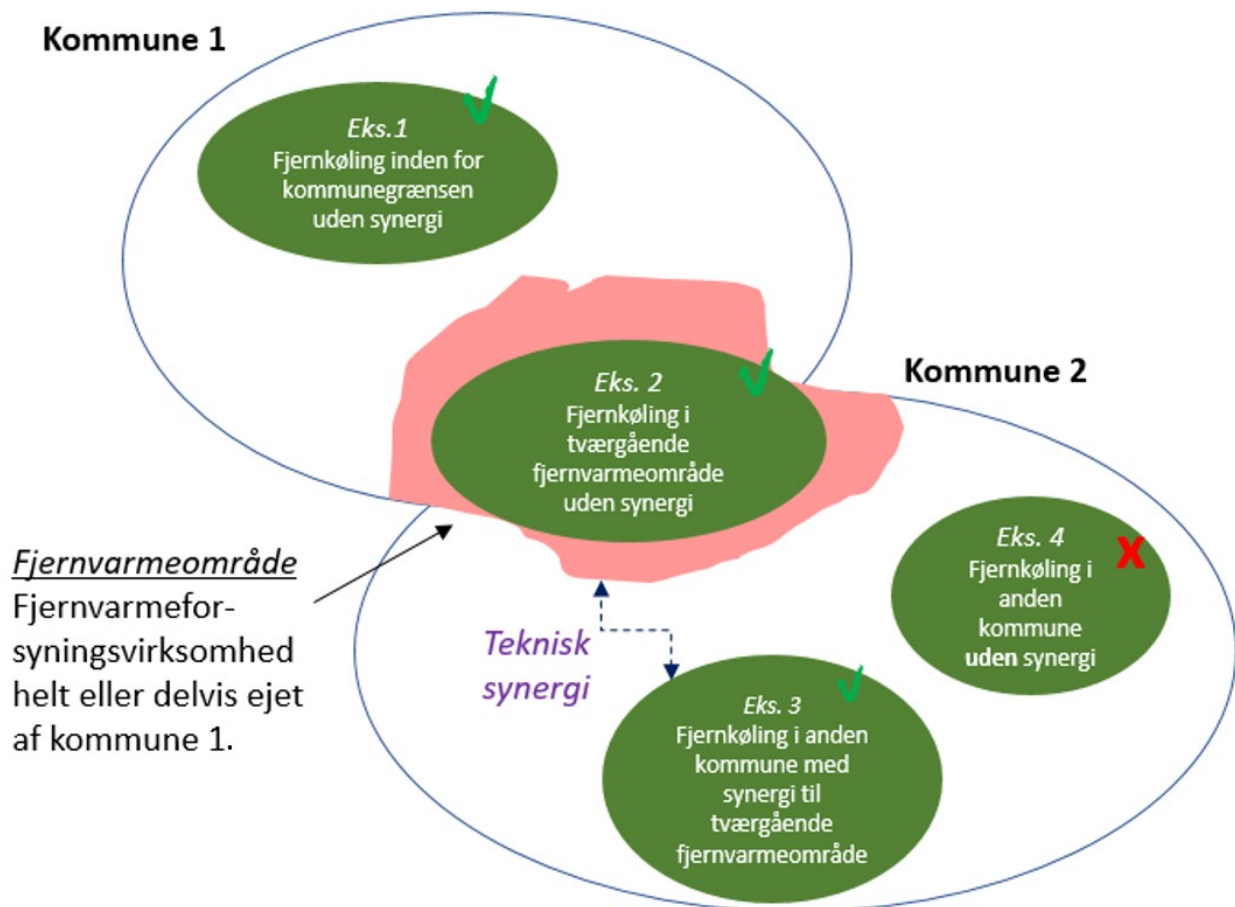 Kommune 1
Eks.1
Fjernkøling inden for
kommunegrænsen
uden synergi
Kommune 2
Eks. 2
Fjernkøling i
tværgående
fjernvarmeområde
uden synergi
Eks. 4
X
Fjernkøling i
anden
kommune
uden synergi
Fjernvarmeområde
Fjernvarmefor-
syningsvirksomhed
helt eller delvis ejet
af kommune 1.
Teknisk
synergi
Eks. 3
Fjernkøling i anden
kommune med
synergi til
tværgående
fjernvarmeområde